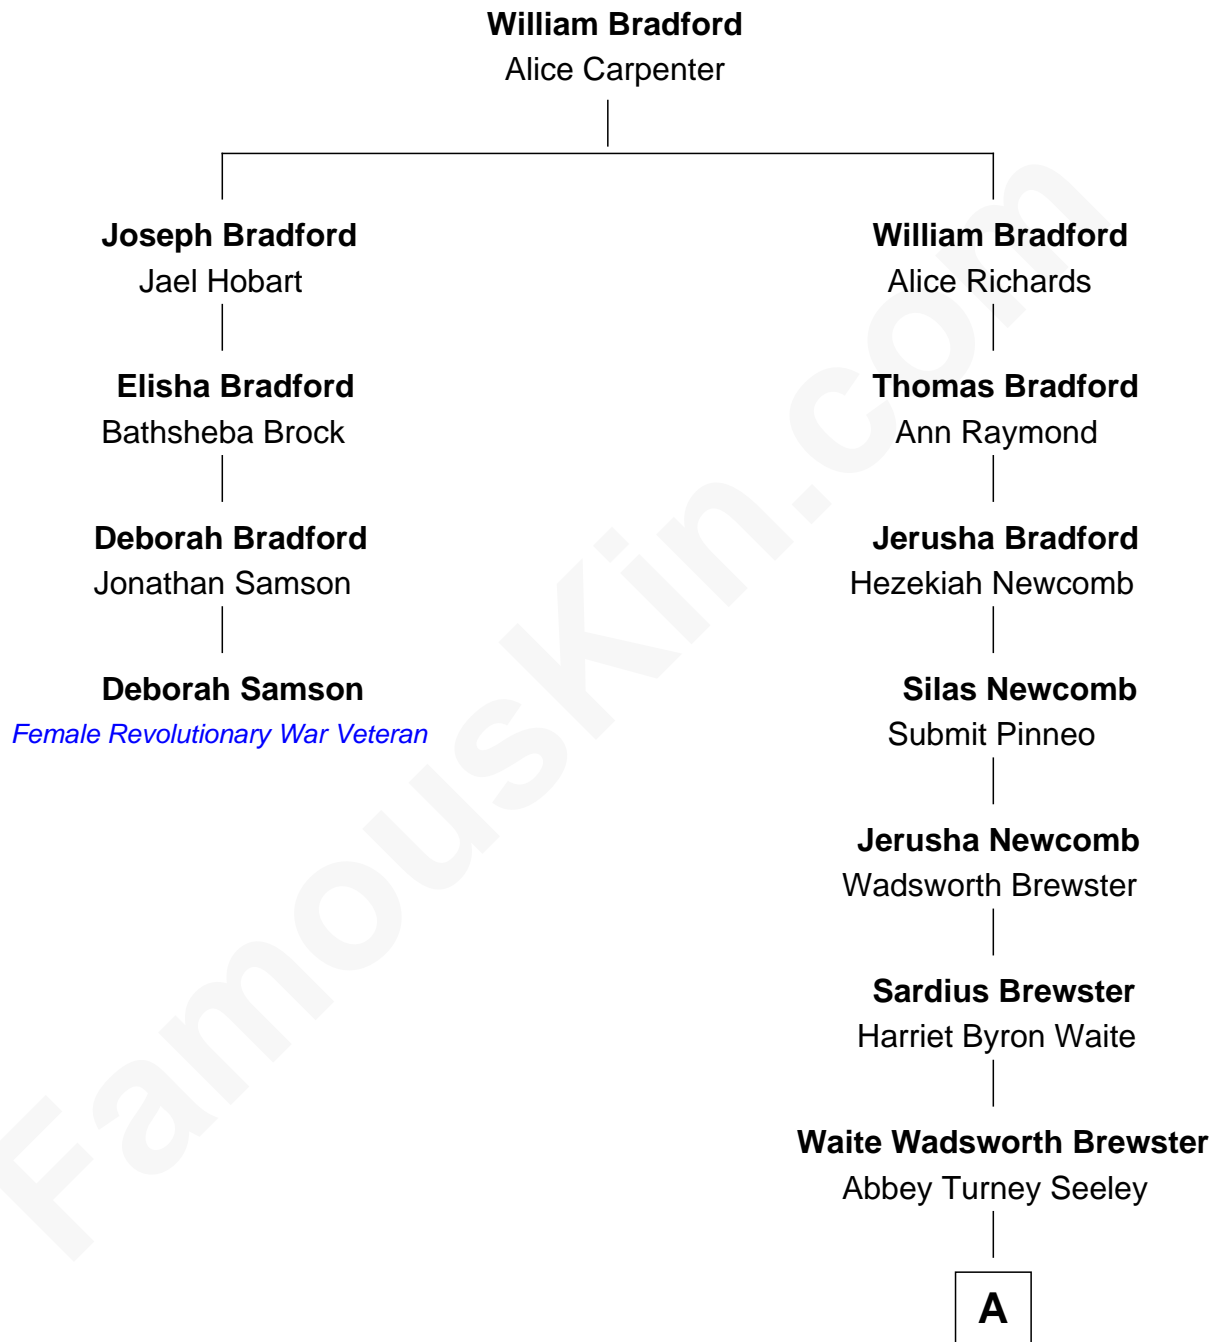 William Bradford
Alice Carpenter
Joseph Bradford
Jael Hobart
Elisha Bradford
Bathsheba Brock
Deborah Bradford
Jonathan Samson
Deborah Samson
Female Revolutionary War Veteran
William Bradford
Alice Richards
Thomas Bradford
Ann Raymond
Jerusha Bradford
Hezekiah Newcomb
Silas Newcomb
Submit Pinneo
Jerusha Newcomb
Wadsworth Brewster
Sardius Brewster
Harriet Byron Waite
Waite Wadsworth Brewster
Abbey Turney Seeley
A
FamousKin.com